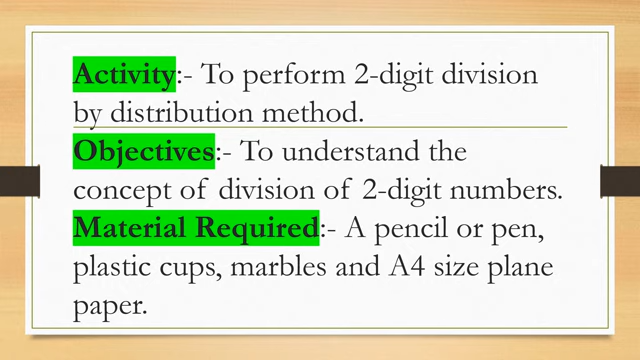 Activity:- To perform 2-digit division
by distribution method.
Objectives:- To understand the
concept of division of 2-digit numbers.
Material Required:- A pencil or pen,
plastic cups, marbles and A4 size plane
paper.